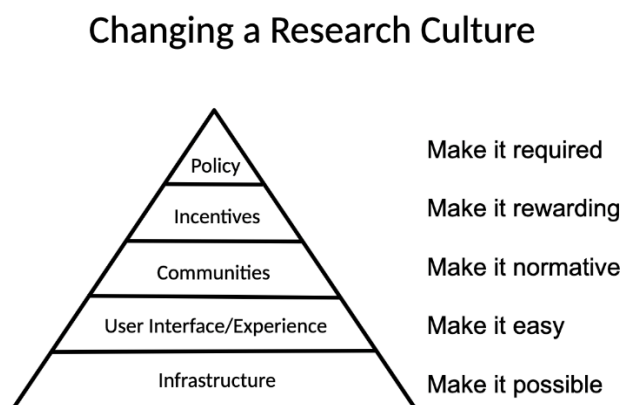 Changing a Research Culture
Policy
Make it required
Incentives
Make it rewarding
Communities
Make it normative
User Interface/Experience
Make it easy
Infrastructure
Make it possible